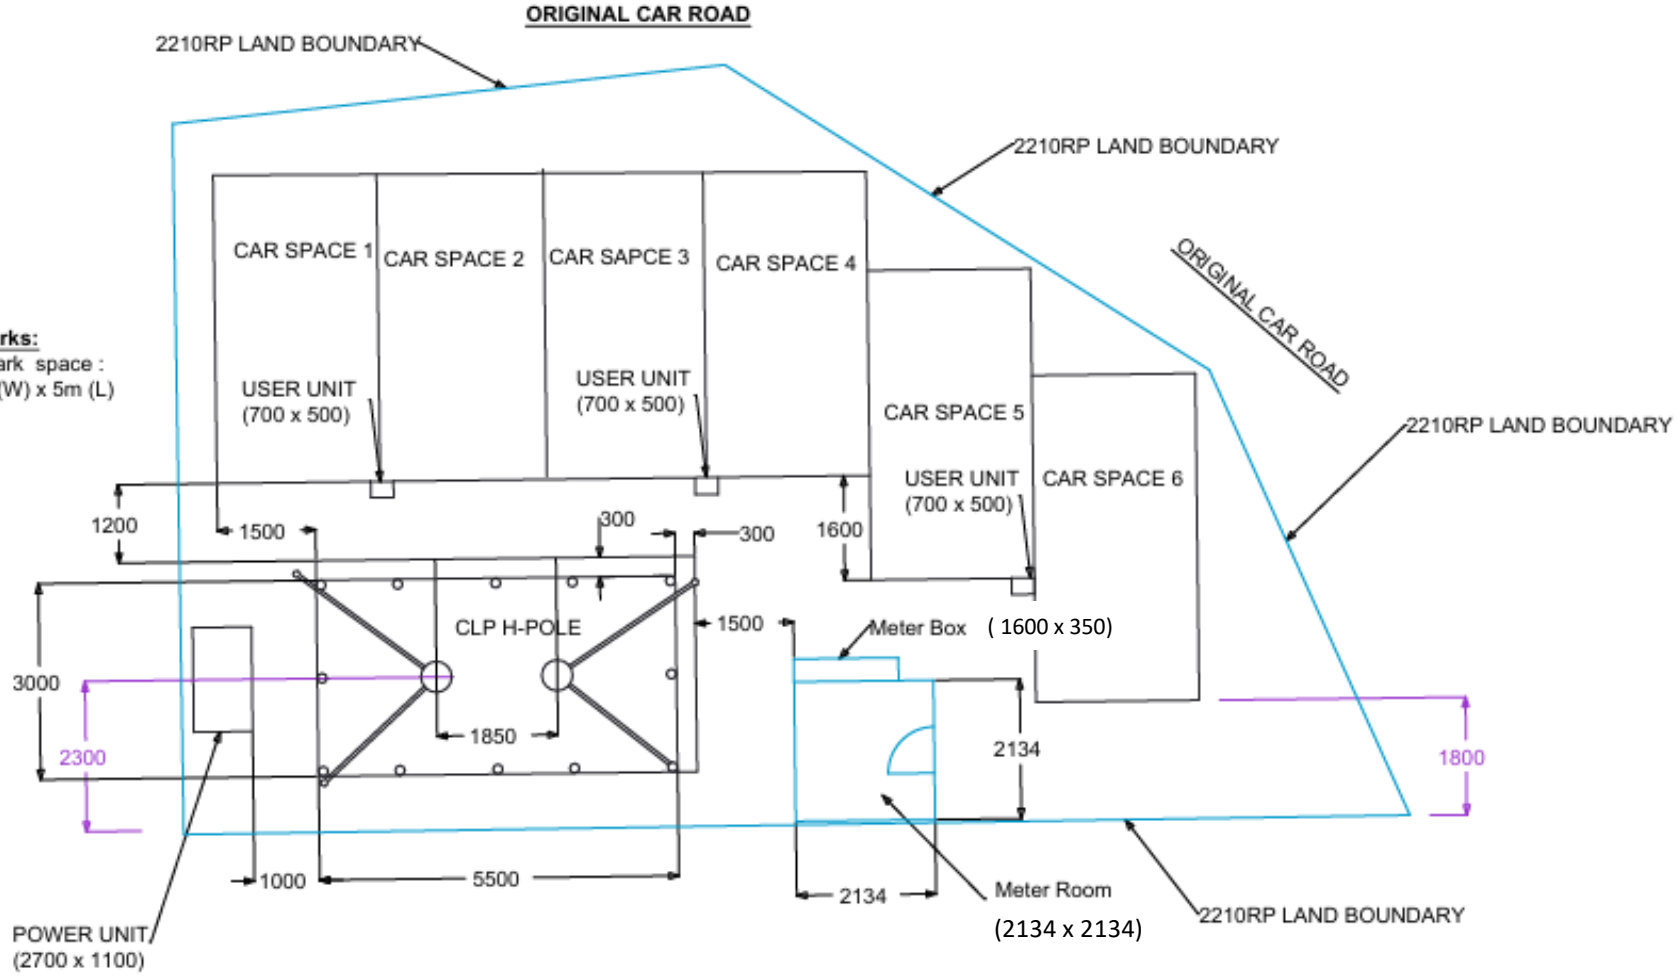 ORIGINAL CAR ROAD
2210RP LAND BOUNDARY
2210RP LAND BOUNDARY
CAR SPACE 1
CAR SPACE 2
CAR SAPCE 3
CAR SPACE 4
ORIGINAL CAR ROAD
rks:
ark space :
(W) x 5m (L)
USER UNIT
(700 x 500)
USER UNIT
(700 x 500)
CAR SPACE 5
2210RP LAND BOUNDARY
USER UNIT
(700 x 500)
CAR SPACE 6
1200
1500
300
300
1600
CLP H-POLE
1500
Meter Box ( 1600 x 350)
3000
2300
1850
2134
1800
1000
5500
2134
Meter Room
(2134 x 2134)
2210RP LAND BOUNDARY
POWER UNIT
(2700 x 1100)